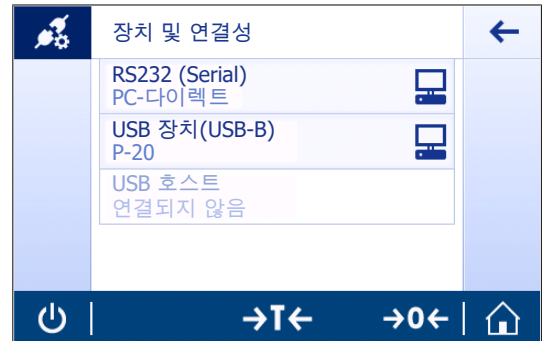 장치 및 연결성
RS232 (Serial)
PC-다이렉트
USB 장치(USB-B)
P-20
USB 호스트
연결되지 않음
→T← →0←